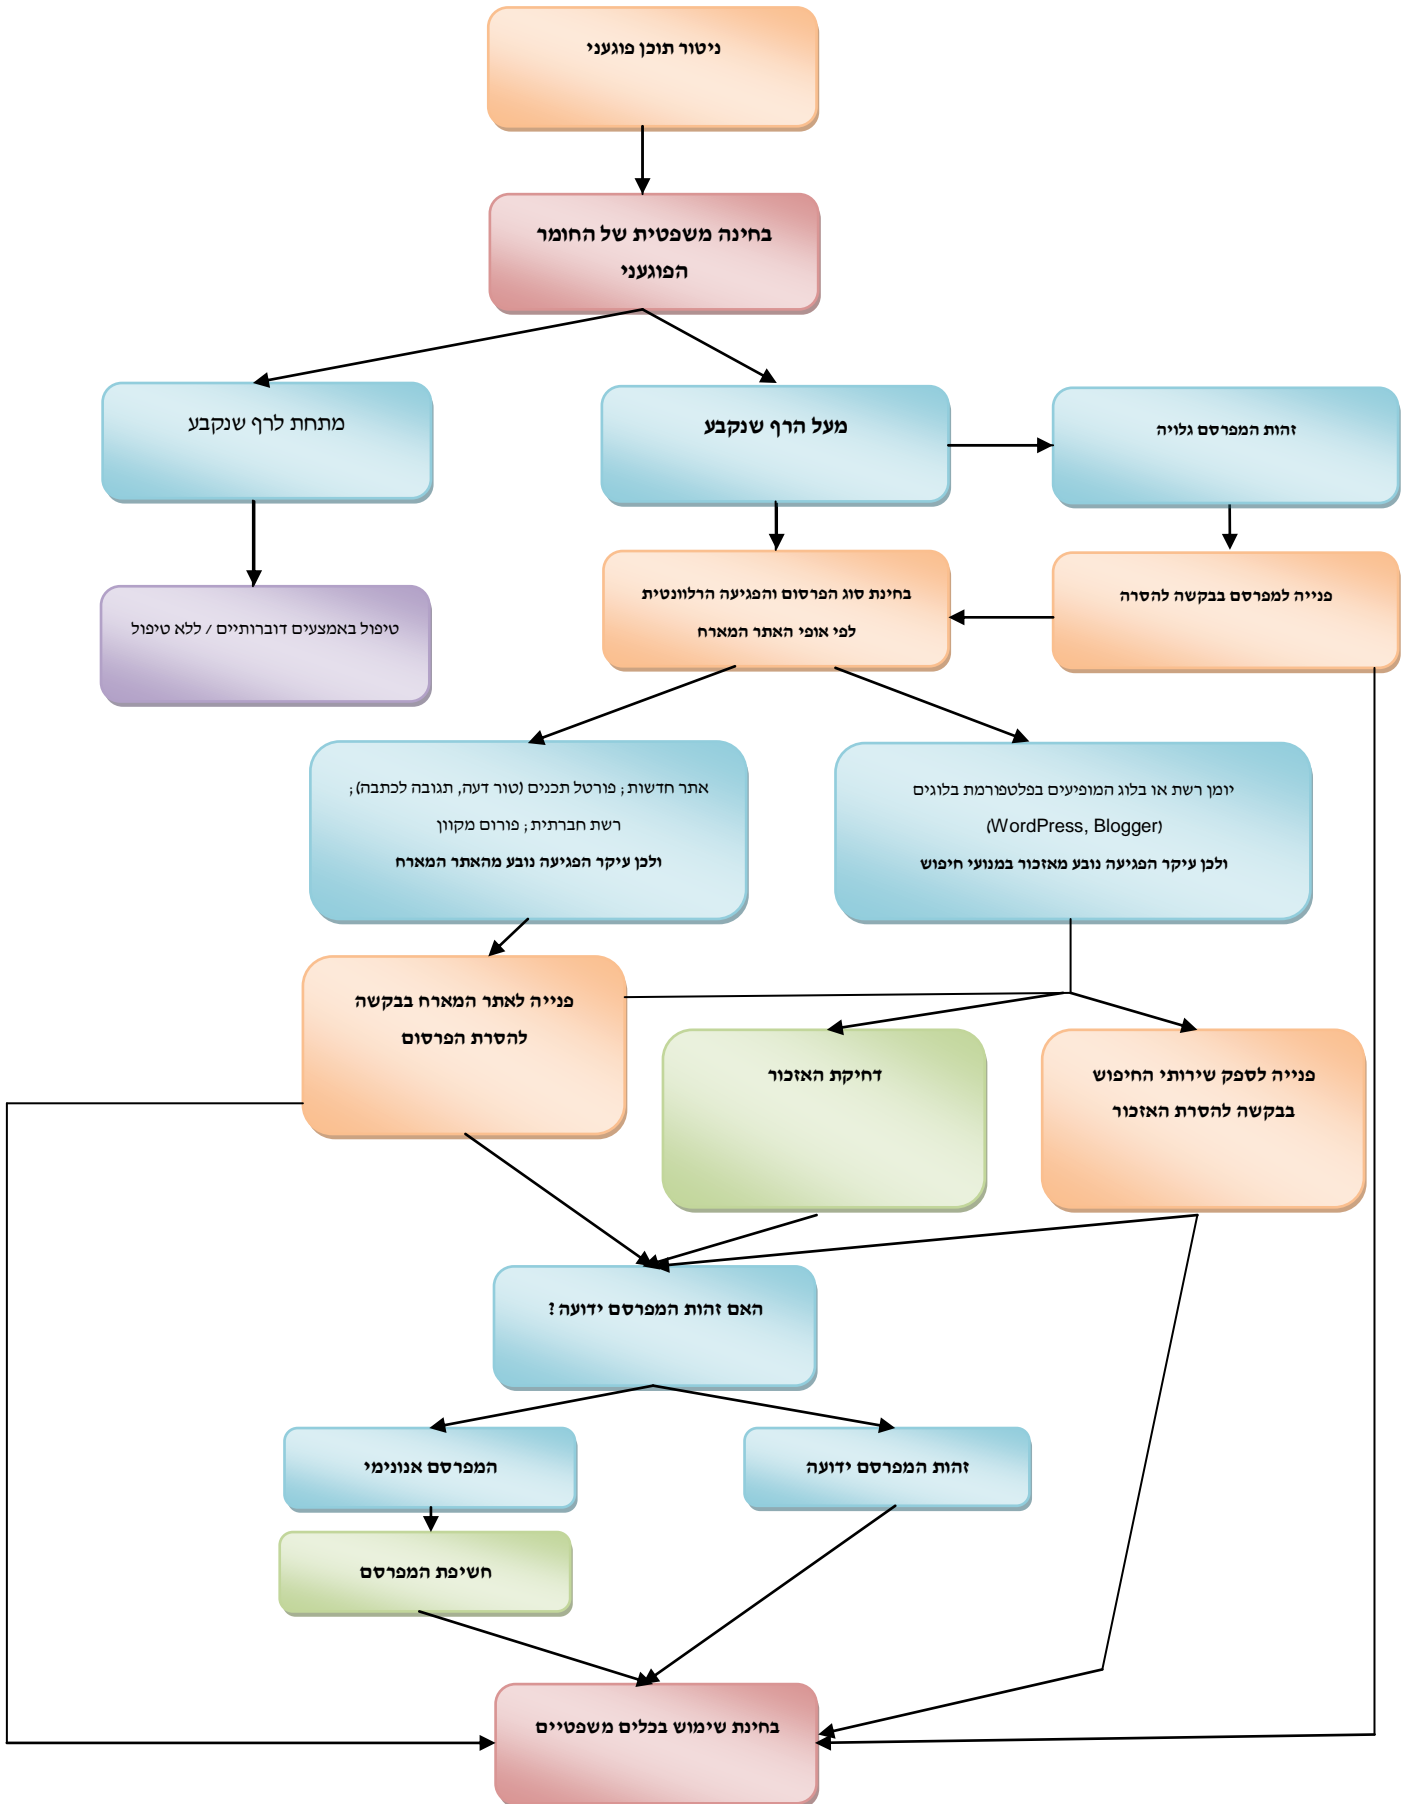 ניטור תוכן פוגעני
בחינה משפטית של החומר
הפוגעני
זהות המפרסם גלויה
מעל הרף שנקבע
מתחת לרף שנקבע
פנייה למפרסם בבקשה להסרה
בחינת סוג הפרסום והפגיעה הרלוונטית
לפי אופי האתר המארח
טיפול באמצעים דוברותיים / ללא טיפול
יומן רשת או בלוג המופיעים בפלטפורמת בלוגים
(WordPress, Blogger)
ולכן עיקר הפגיעה נובע מאזכור במנועי חיפוש
אתר חדשות ; פורטל תכנים (טור דעה, תגובה לכתבה) ;
רשת חברתית ; פורום מקוון
ולכן עיקר הפגיעה נובע מהאתר המארח
פנייה לספק שירותי החיפוש
בבקשה להסרת האזכור
דחיקת האזכור
פנייה לאתר המארח בבקשה
להסרת הפרסום
האם זהות המפרסם ידועה ?
זהות המפרסם ידועה
המפרסם אנונימי
חשיפת המפרסם
בחינת שימוש בכלים משפטיים